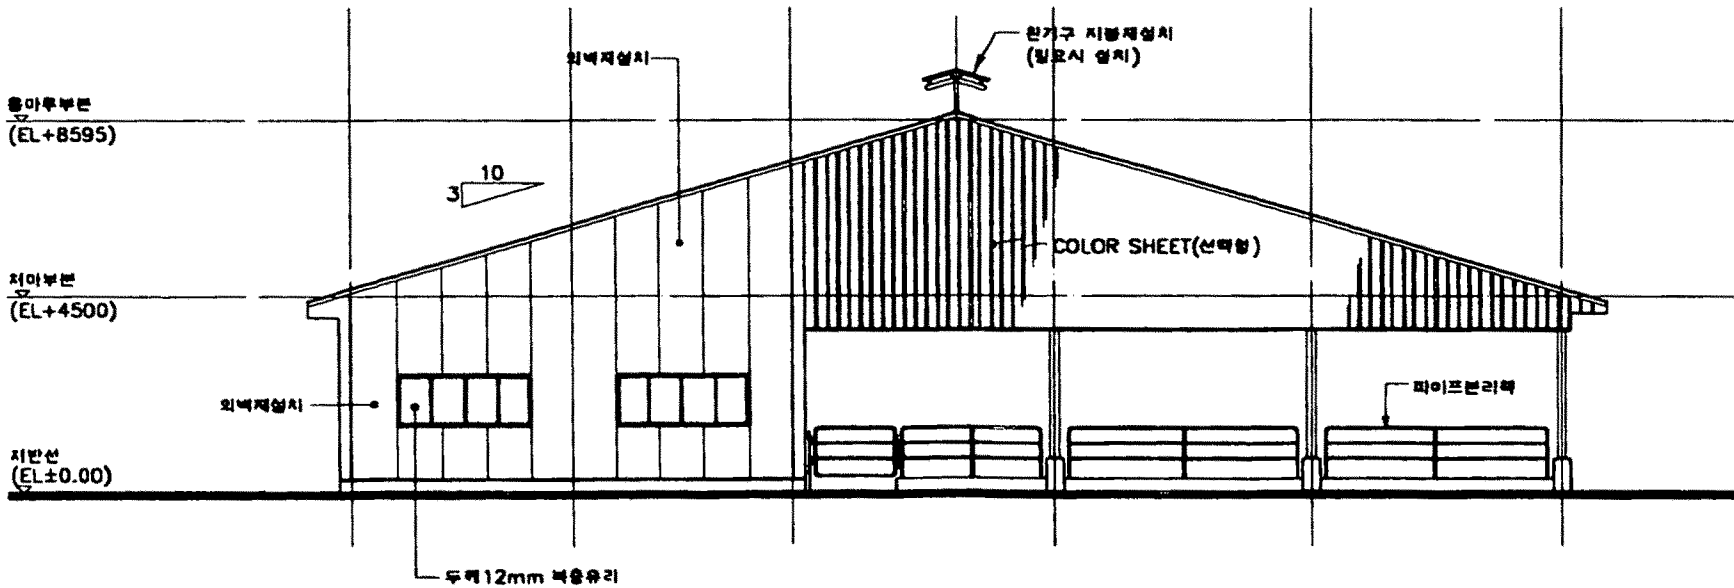 환기구 지붕재설치
(필요시 설치)
외벽재설치
용마루부분
(EL+8595)
10
3
COLOR SHEET(선택형)
처마부분
(EL+4500)
파이프분리책
외벽재설치
지반선
(EL±0.00)
두께12mm 복층유리